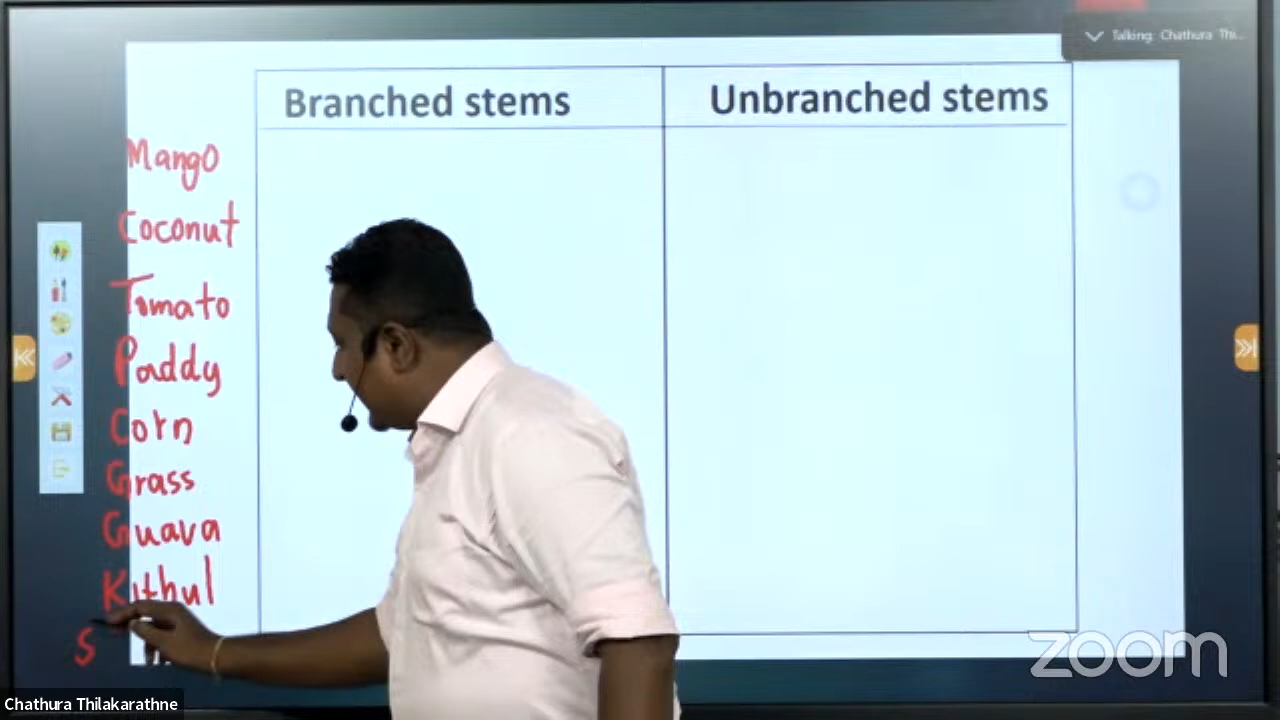 Talking: Chathura Thi...
Branched stems
Unbranched stems
Mango
Coconut
Tomato
Paddy
Corn
Grass
Guava
Kithul
S
zoom
Chathura Thilakarathne